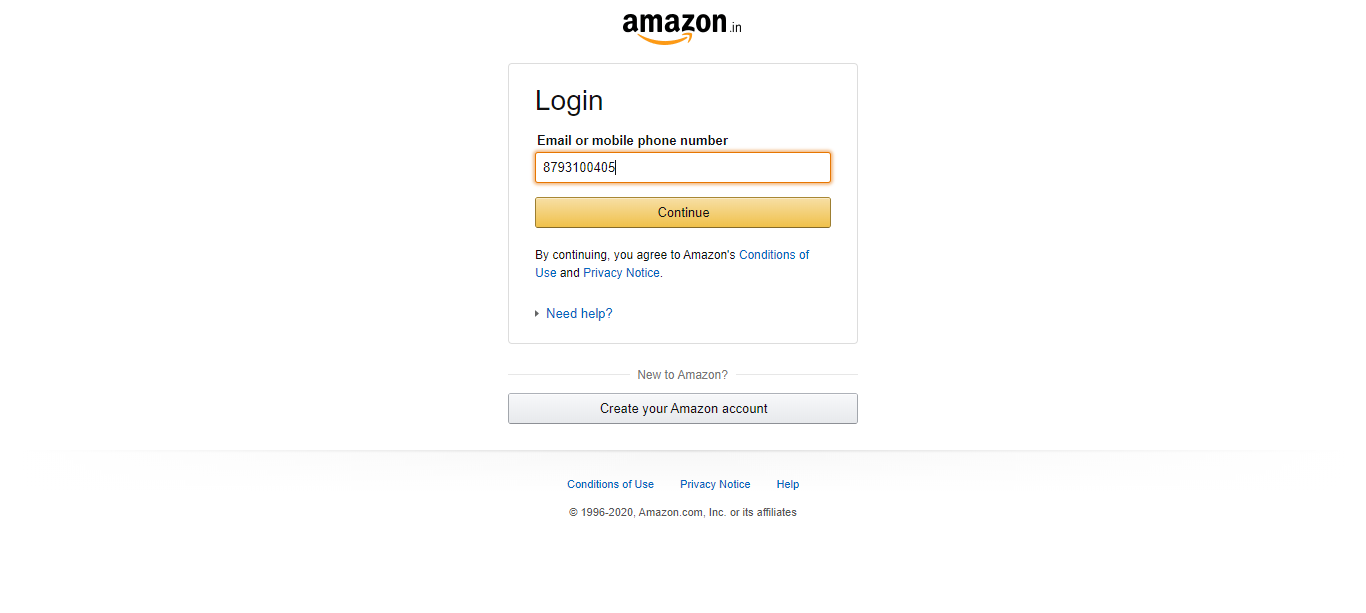 amazon.in
Login
Email or mobile phone number
8793100405
Continue
By continuing, you agree to Amazon's Conditions of
Use and Privacy Notice.
Need help?
New to Amazon?
Create your Amazon account
Conditions of Use Privacy Notice Help
© 1996-2020, Amazon.com, Inc. or its affiliates